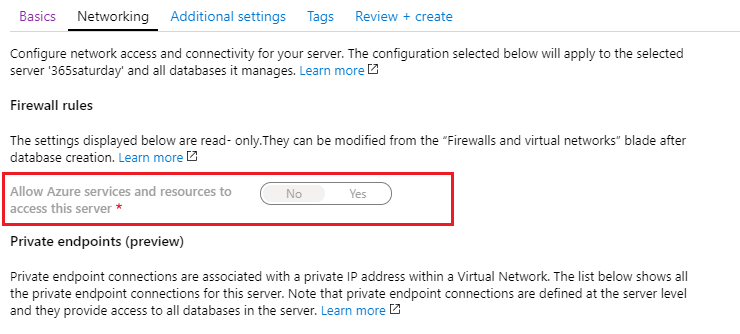 Basics Networking Additional settings Tags Review + create
Configure network access and connectivity for your server. The configuration selected below will apply to the selected
server '365saturday' and all databases it manages. Learn more
Firewall rules
The settings displayed below are read- only.They can be modified from the “Firewalls and virtual networks” blade after
database creation. Learn more
Allow Azure services and resources to
access this server *
No Yes
Private endpoints (preview)
Private endpoint connections are associated with a private IP address within a Virtual Network. The list below shows all
the private endpoint connections for this server. Note that private endpoint connections are defined at the server level
and they provide access to all databases in the server. Learn more